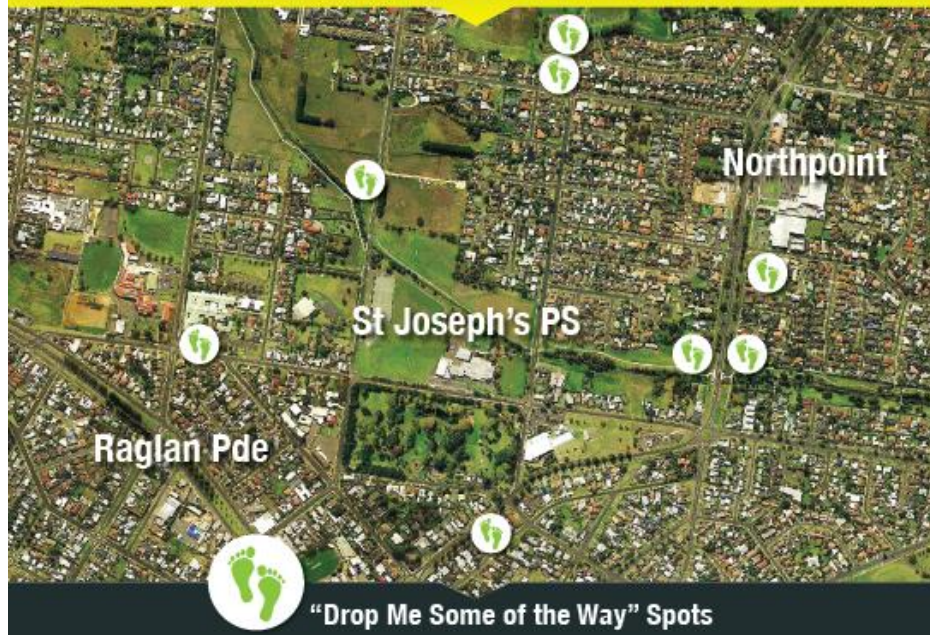 Northpoint
St Joseph's PS
Raglan Pde
"Drop Me Some of the Way" Spots